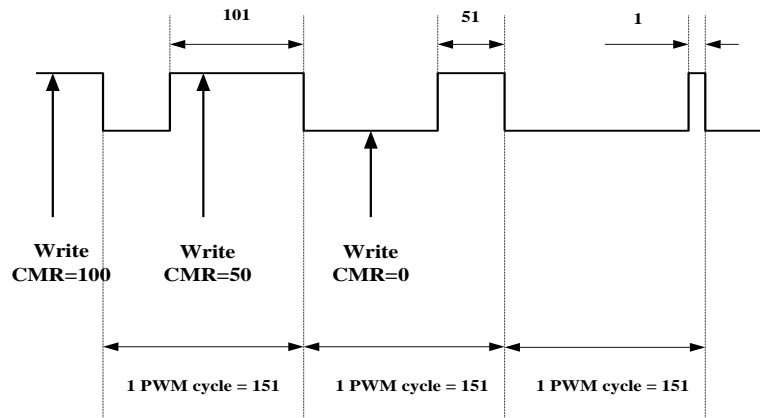 101
51
1
Write
CMR=100
Write
CMR=50
Write
CMR=0
1 PWM cycle = 151
1 PWM cycle = 151
1 PWM cycle = 151